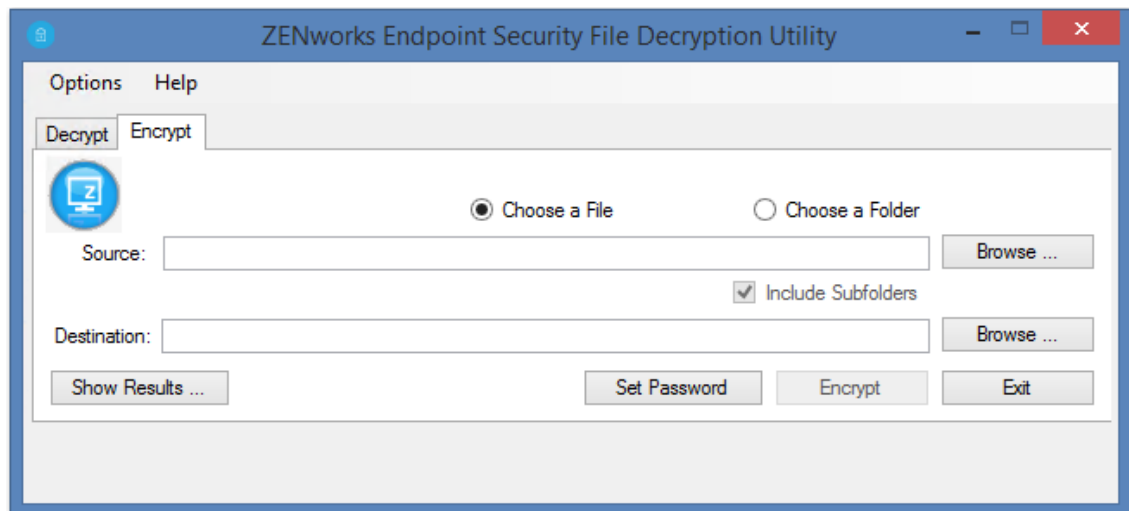 ZENworks Endpoint Security File Decryption Utility
Options Help
Decrypt Encrypt
Z
Choose a File Choose a Folder
Source: Browse ...
Include Subfolders
Destination: Browse ...
Show Results ... Set Password Encrypt Exit